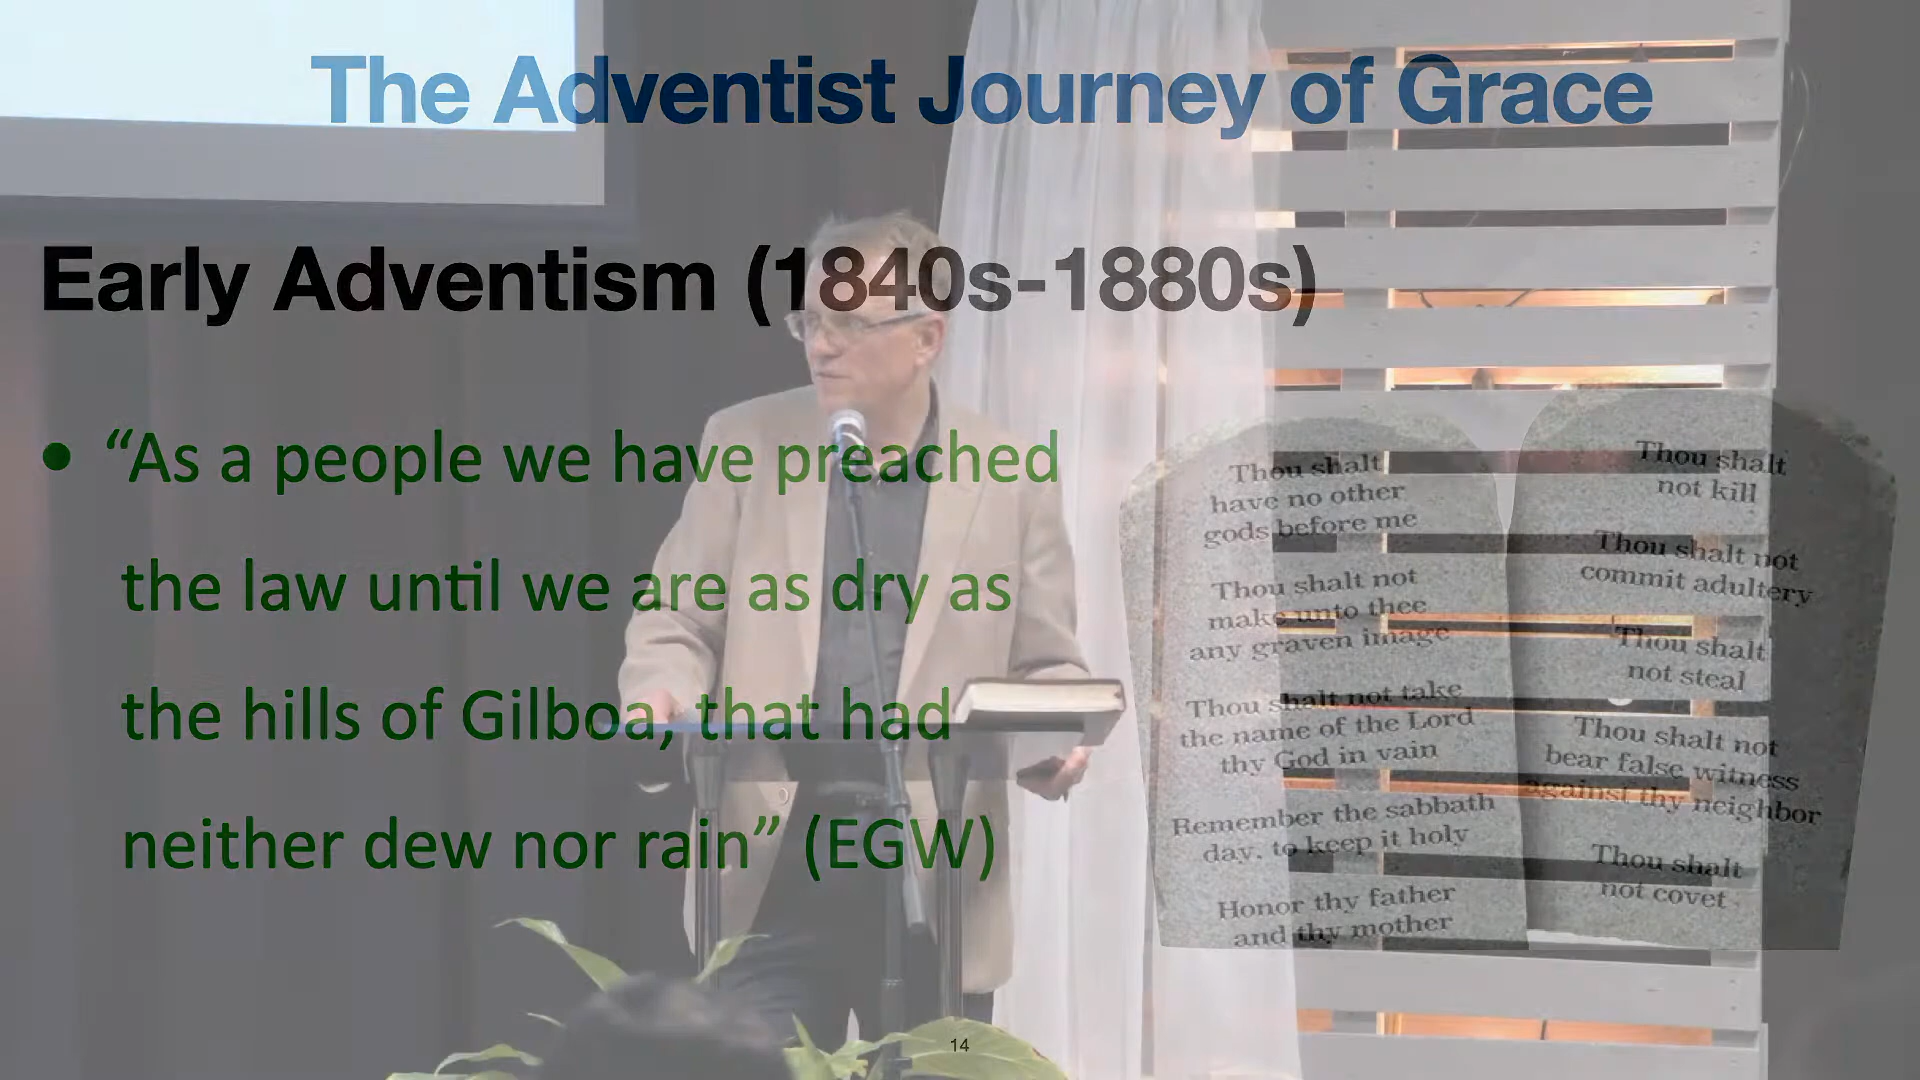 The Adventist Journey of Grace
Early Adventism (1840s-1880s)
• “As a people we have preached
the law until we are as dry as
the hills of Gilboa, that had
neither dew nor rain” (EGW)
Thou shalt
have no other
gods before me
Thou shalt not
make unto thee
any graven image
Thou shalt not take
the name of the Lord
thy God in vain
Remember the sabbath
day, to keep it holy
Honor thy father
and thy mother
Thou shalt
not kill
Thou shalt not
commit adultery
Thou shalt
not steal
Thou shalt not
bear false witness
against thy neighbor
Thou shalt
not covet
14